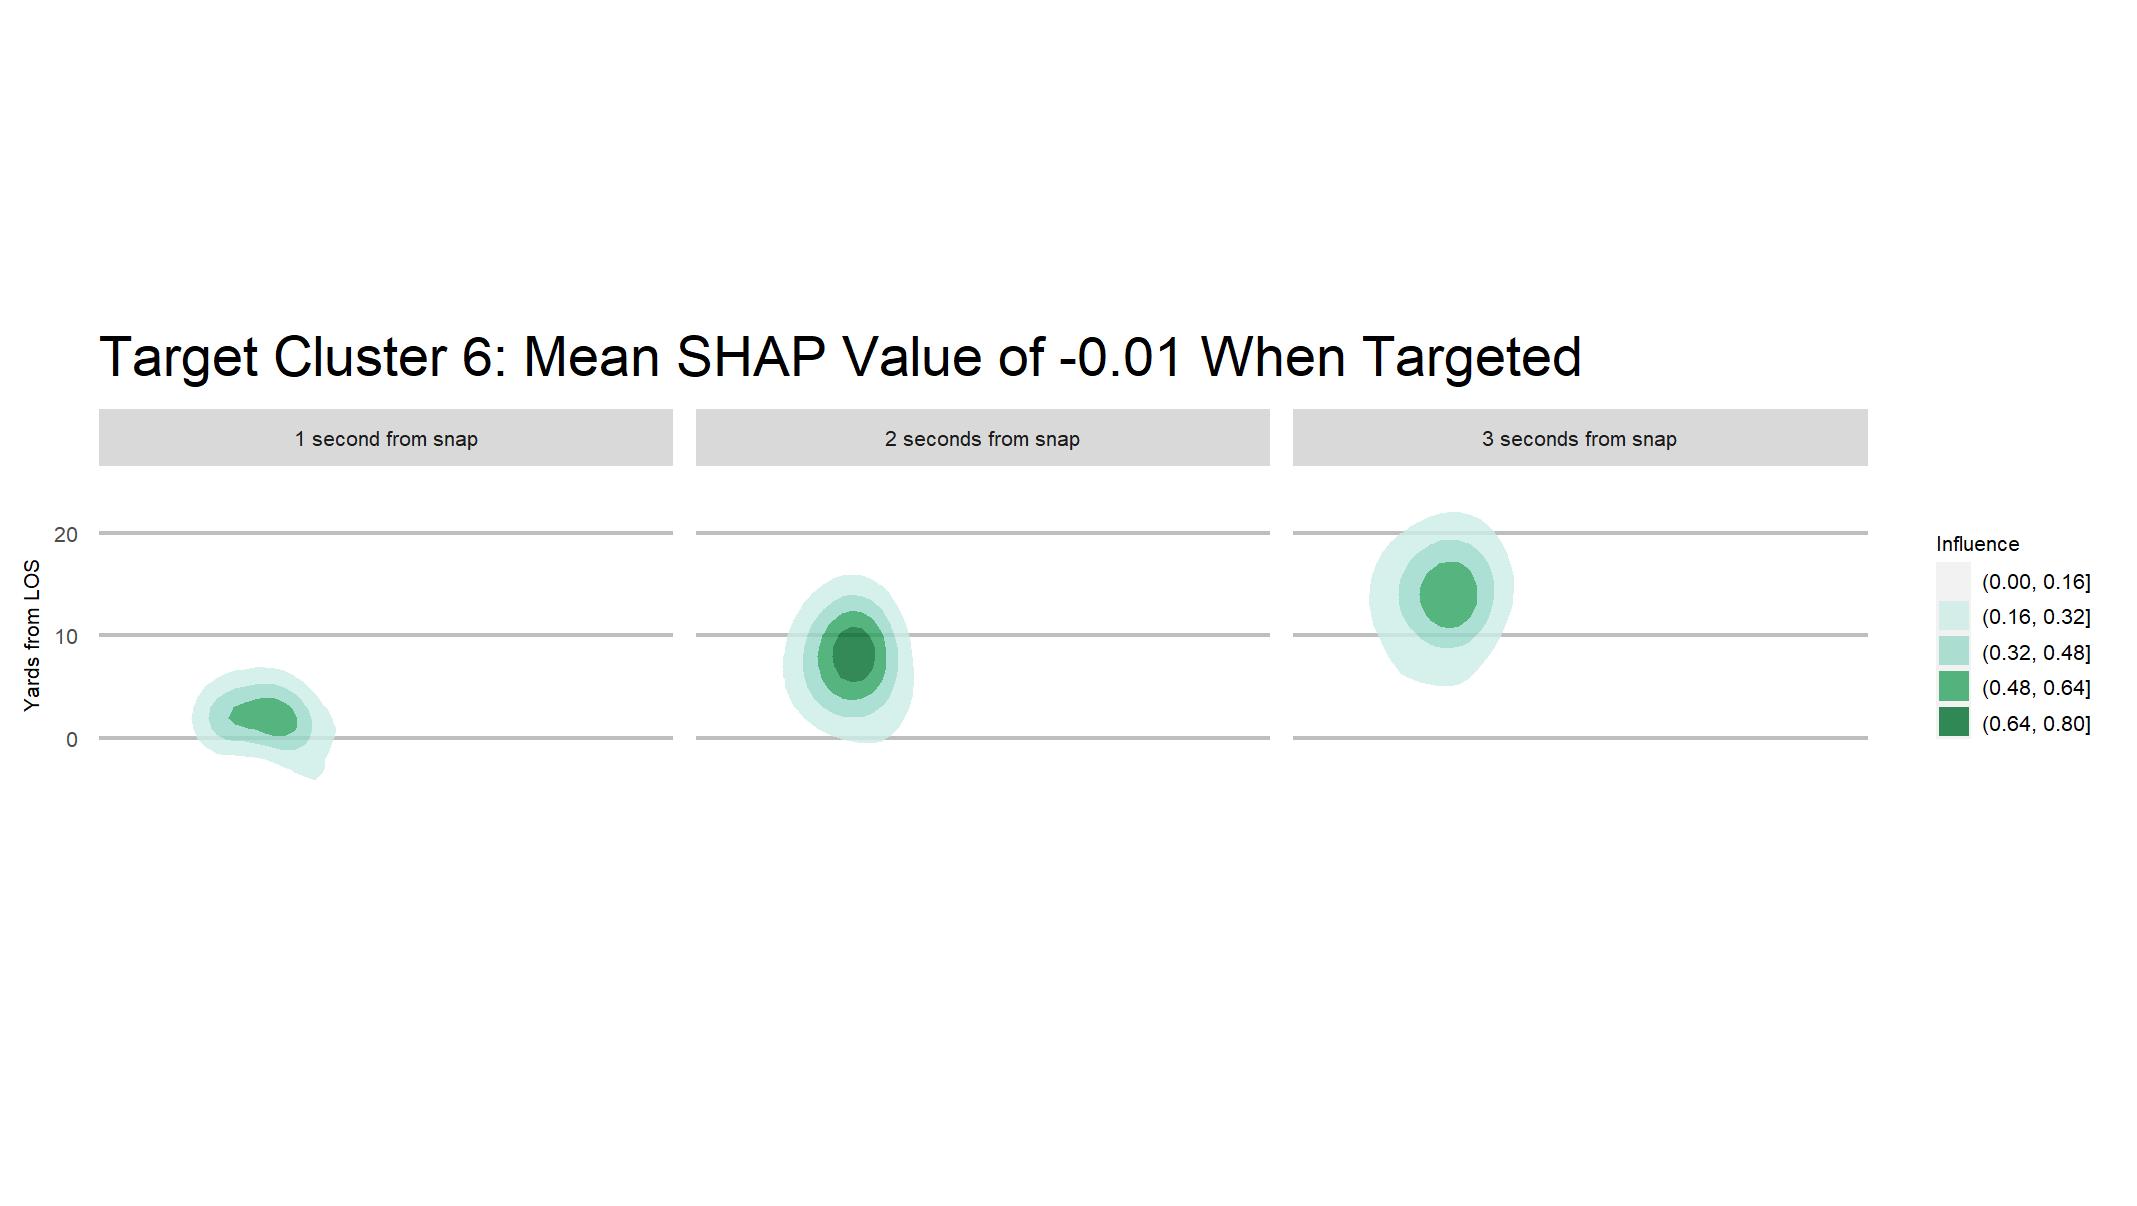 Target Cluster 6: Mean SHAP Value of -0.01 When Targeted
1 second from snap
2 seconds from snap
3 seconds from snap
Yards from LOS
20
10
0
Influence
(0.00, 0.16]
(0.16, 0.32]
(0.32, 0.48]
(0.48, 0.64]
(0.64, 0.80]